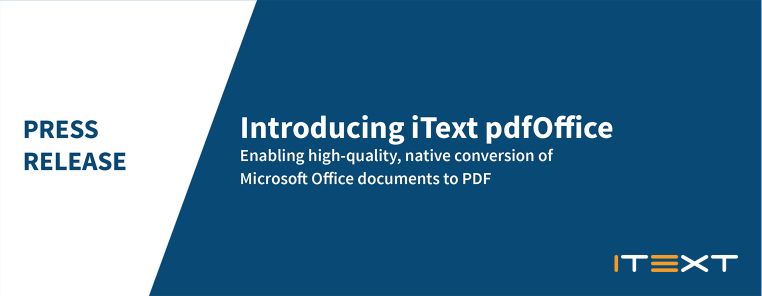 PRESS
RELEASE
Introducing iText pdfOffice
Enabling high-quality, native conversion of
Microsoft Office documents to PDF
ITEXT